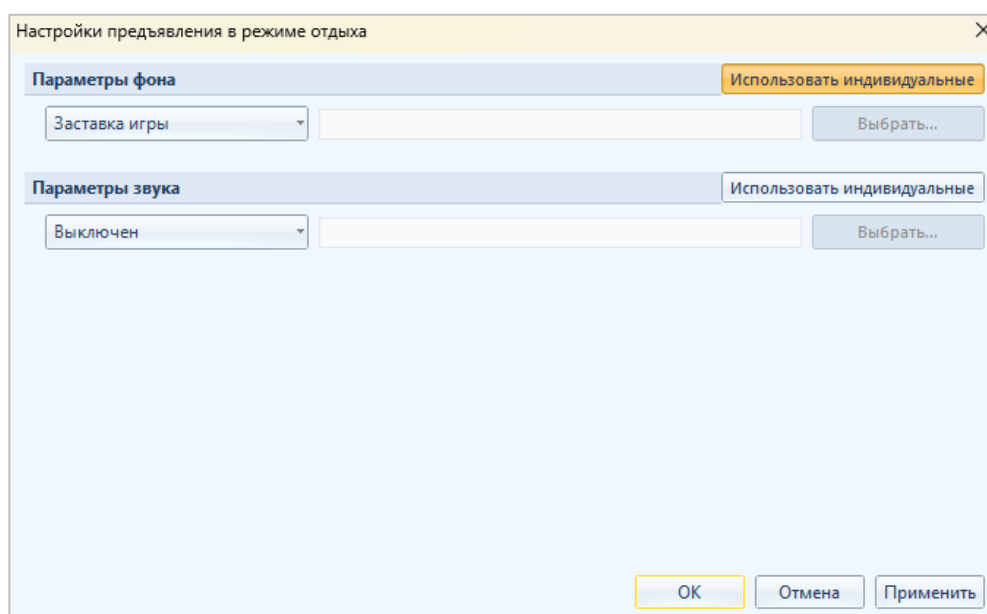 Настройки предъявления в режиме отдыха
Параметры фона Использовать индивидуальные
Заставка игры Выбрать...
Параметры звука Использовать индивидуальные
Выключен Выбрать...
ОК Отмена Применить